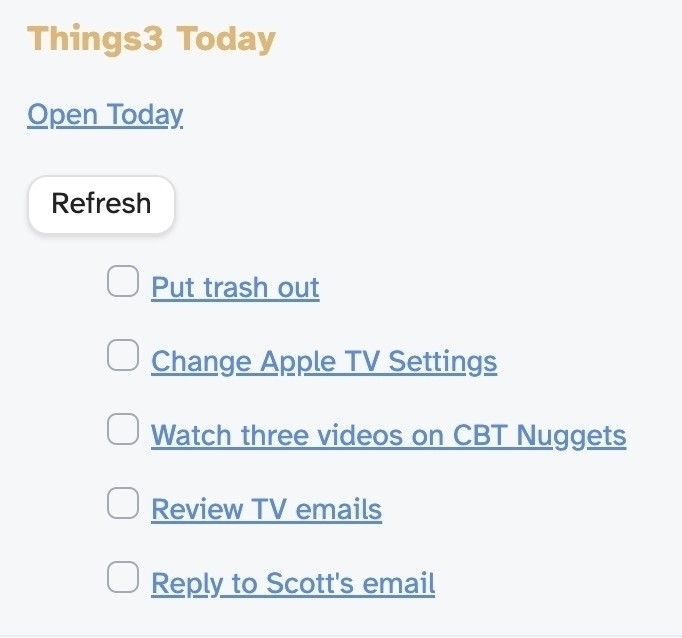 Things3 Today
Open Today
Refresh
Put trash out
Change Apple TV Settings
Watch three videos on CBT Nuggets
Review TV emails
Reply to Scott's email